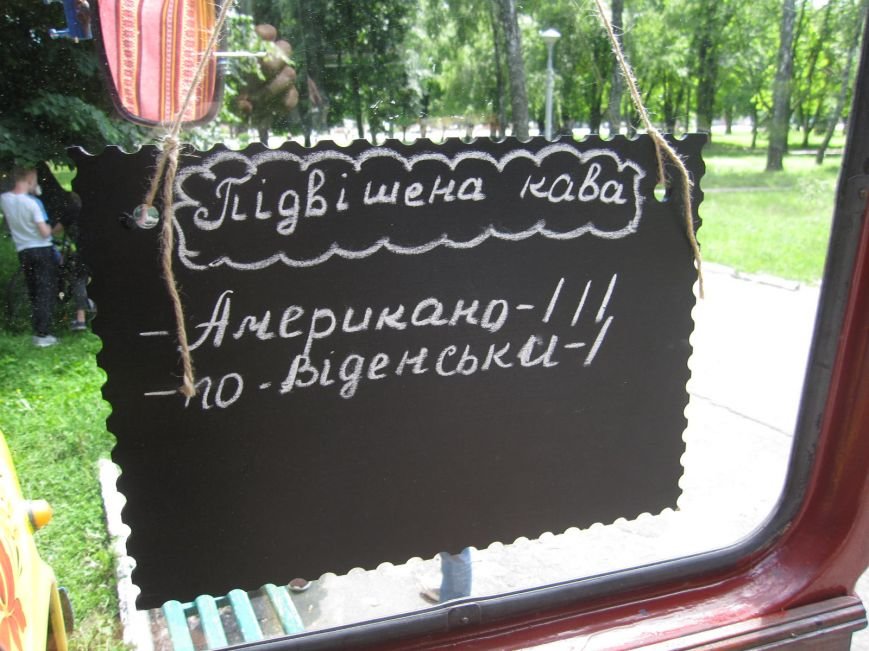 Підвішена кава
- Американо - ///
- по - Віденськи - /